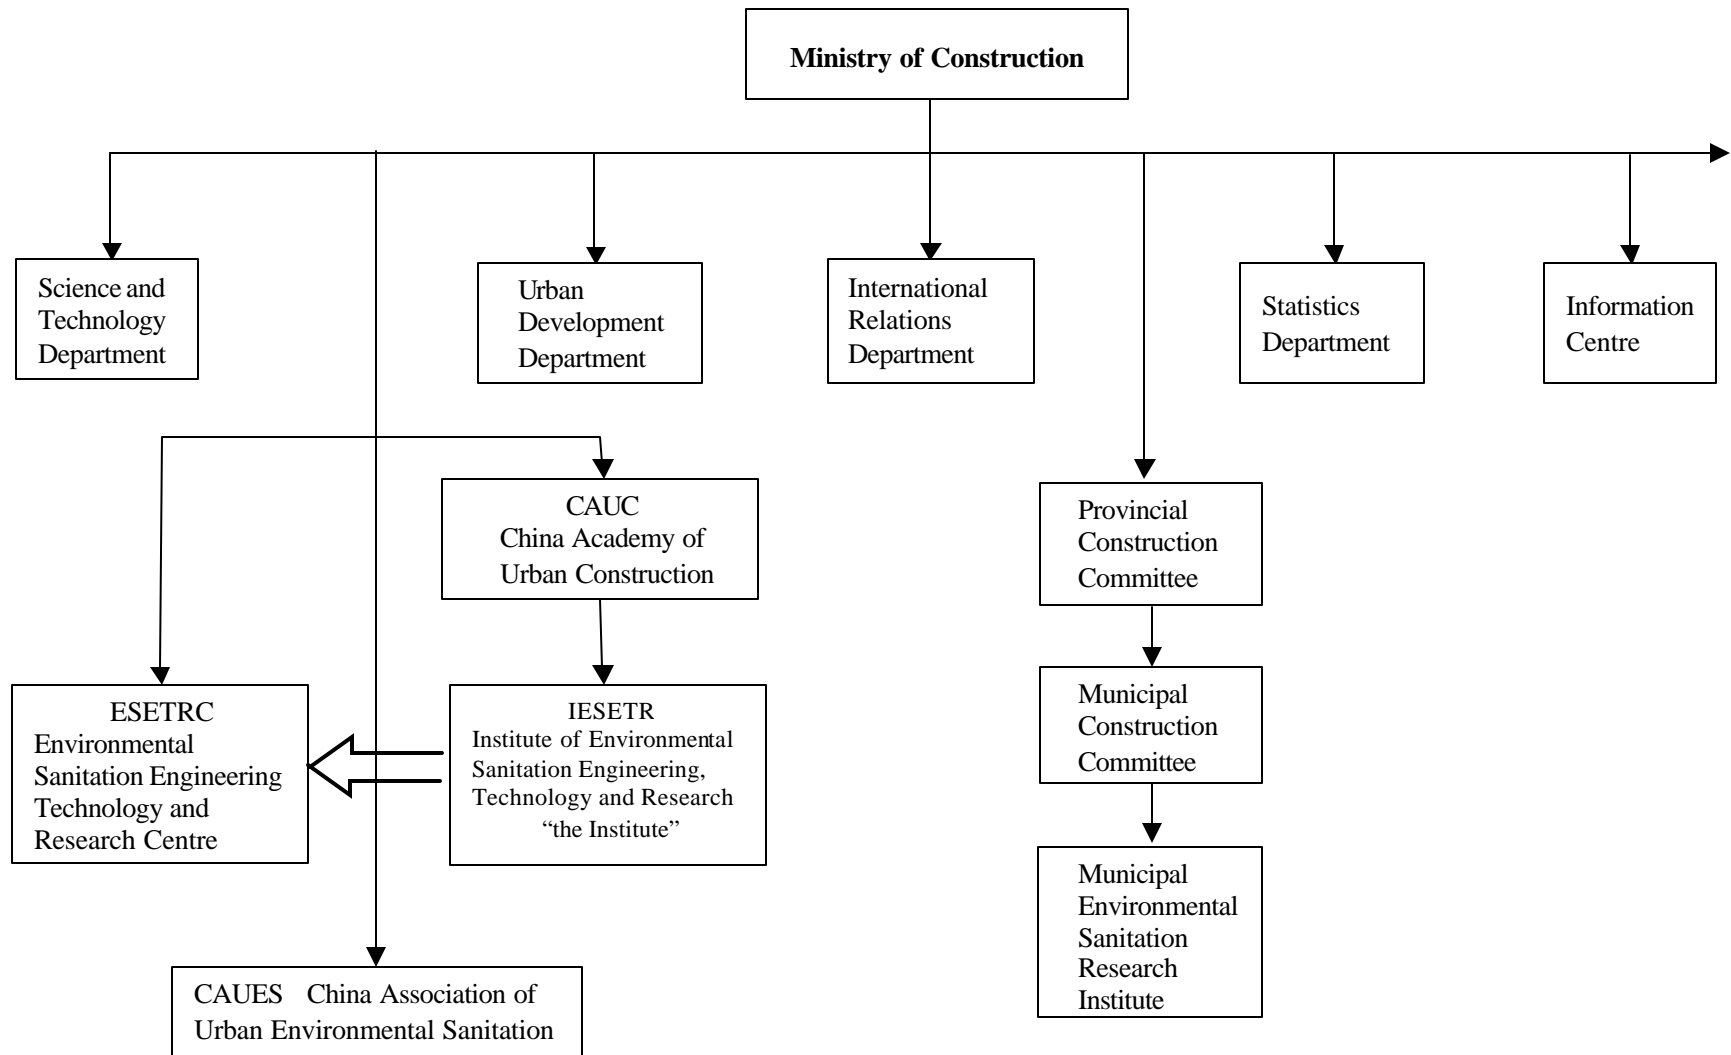 Ministry of Construction
Science and
Technology
Department
Urban
Development
Department
International
Relations
Department
Statistics
Department
Information
Centre
CAUC
China Academy of
Urban Construction
Provincial
Construction
Committee
ESETRC
Environmental
Sanitation Engineering
Technology and
Research Centre
IESETR
Institute of Environmental
Sanitation Engineering,
Technology and Research
“the Institute”
Municipal
Construction
Committee
Municipal
Environmental
Sanitation
Research
Institute
CAUES China Association of
Urban Environmental Sanitation